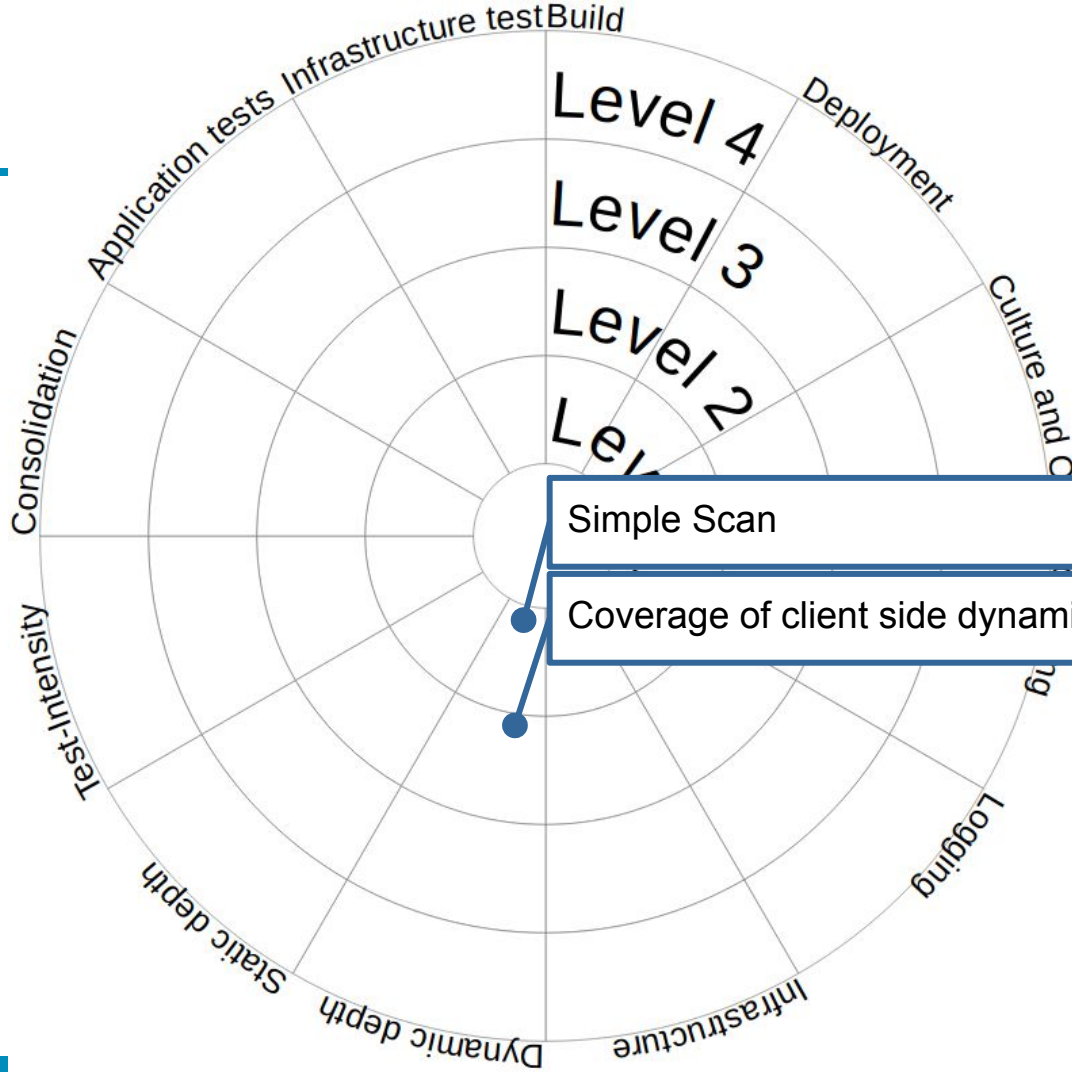 Infrastructure test
Build
Deployment
Culture and
Logging
Infrastructure
Dynamic depth
Static depth
Test-Intensity
Consolidation
Application tests
Level 4
Level 3
Level 2
Simple Scan
Coverage of client side